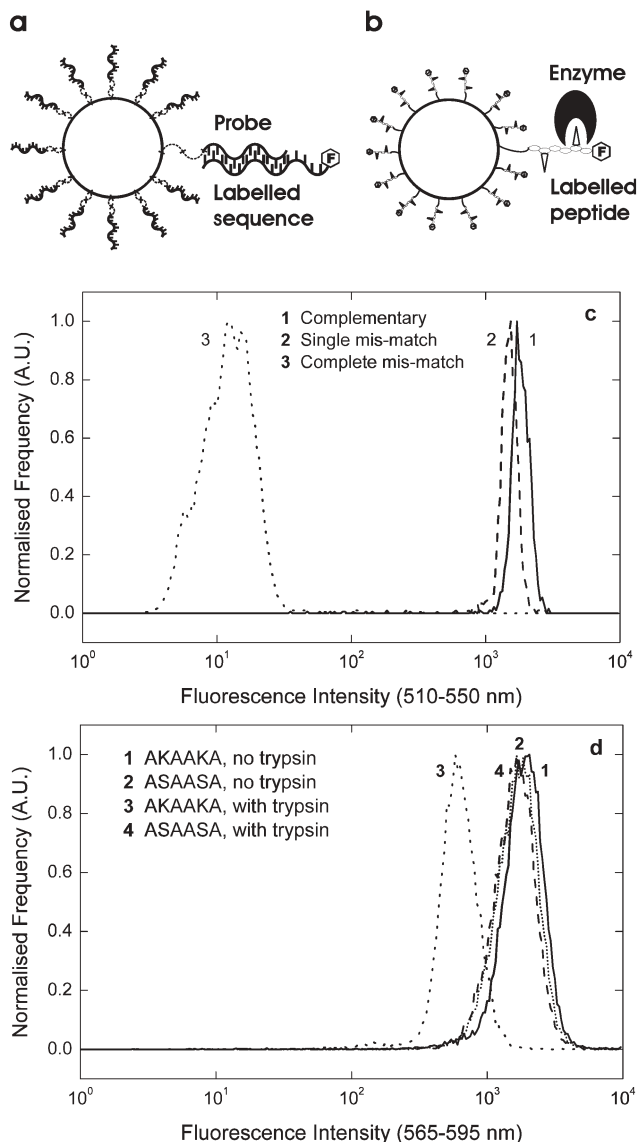 a
b
Enzyme
Probe
F
F
Labelled
sequence
Labelled
peptide
c
1 Complementary
2 Single mis-match
3 Complete mis-match
3
2
1
1.0
0.8
0.6
0.4
0.2
0.0
Normalised Frequency (A.U.)
10⁰
10¹
10²
10³
10⁴
Fluorescence Intensity (510-550 nm)
d
1 AKAAKA, no trypsin
2 ASAASA, no trypsin
3 AKAAKA, with trypsin
4 ASAASA, with trypsin
3
4
2
1
1.0
0.8
0.6
0.4
0.2
0.0
Normalised Frequency (A.U.)
10⁰
10¹
10²
10³
10⁴
Fluorescence Intensity (565-595 nm)